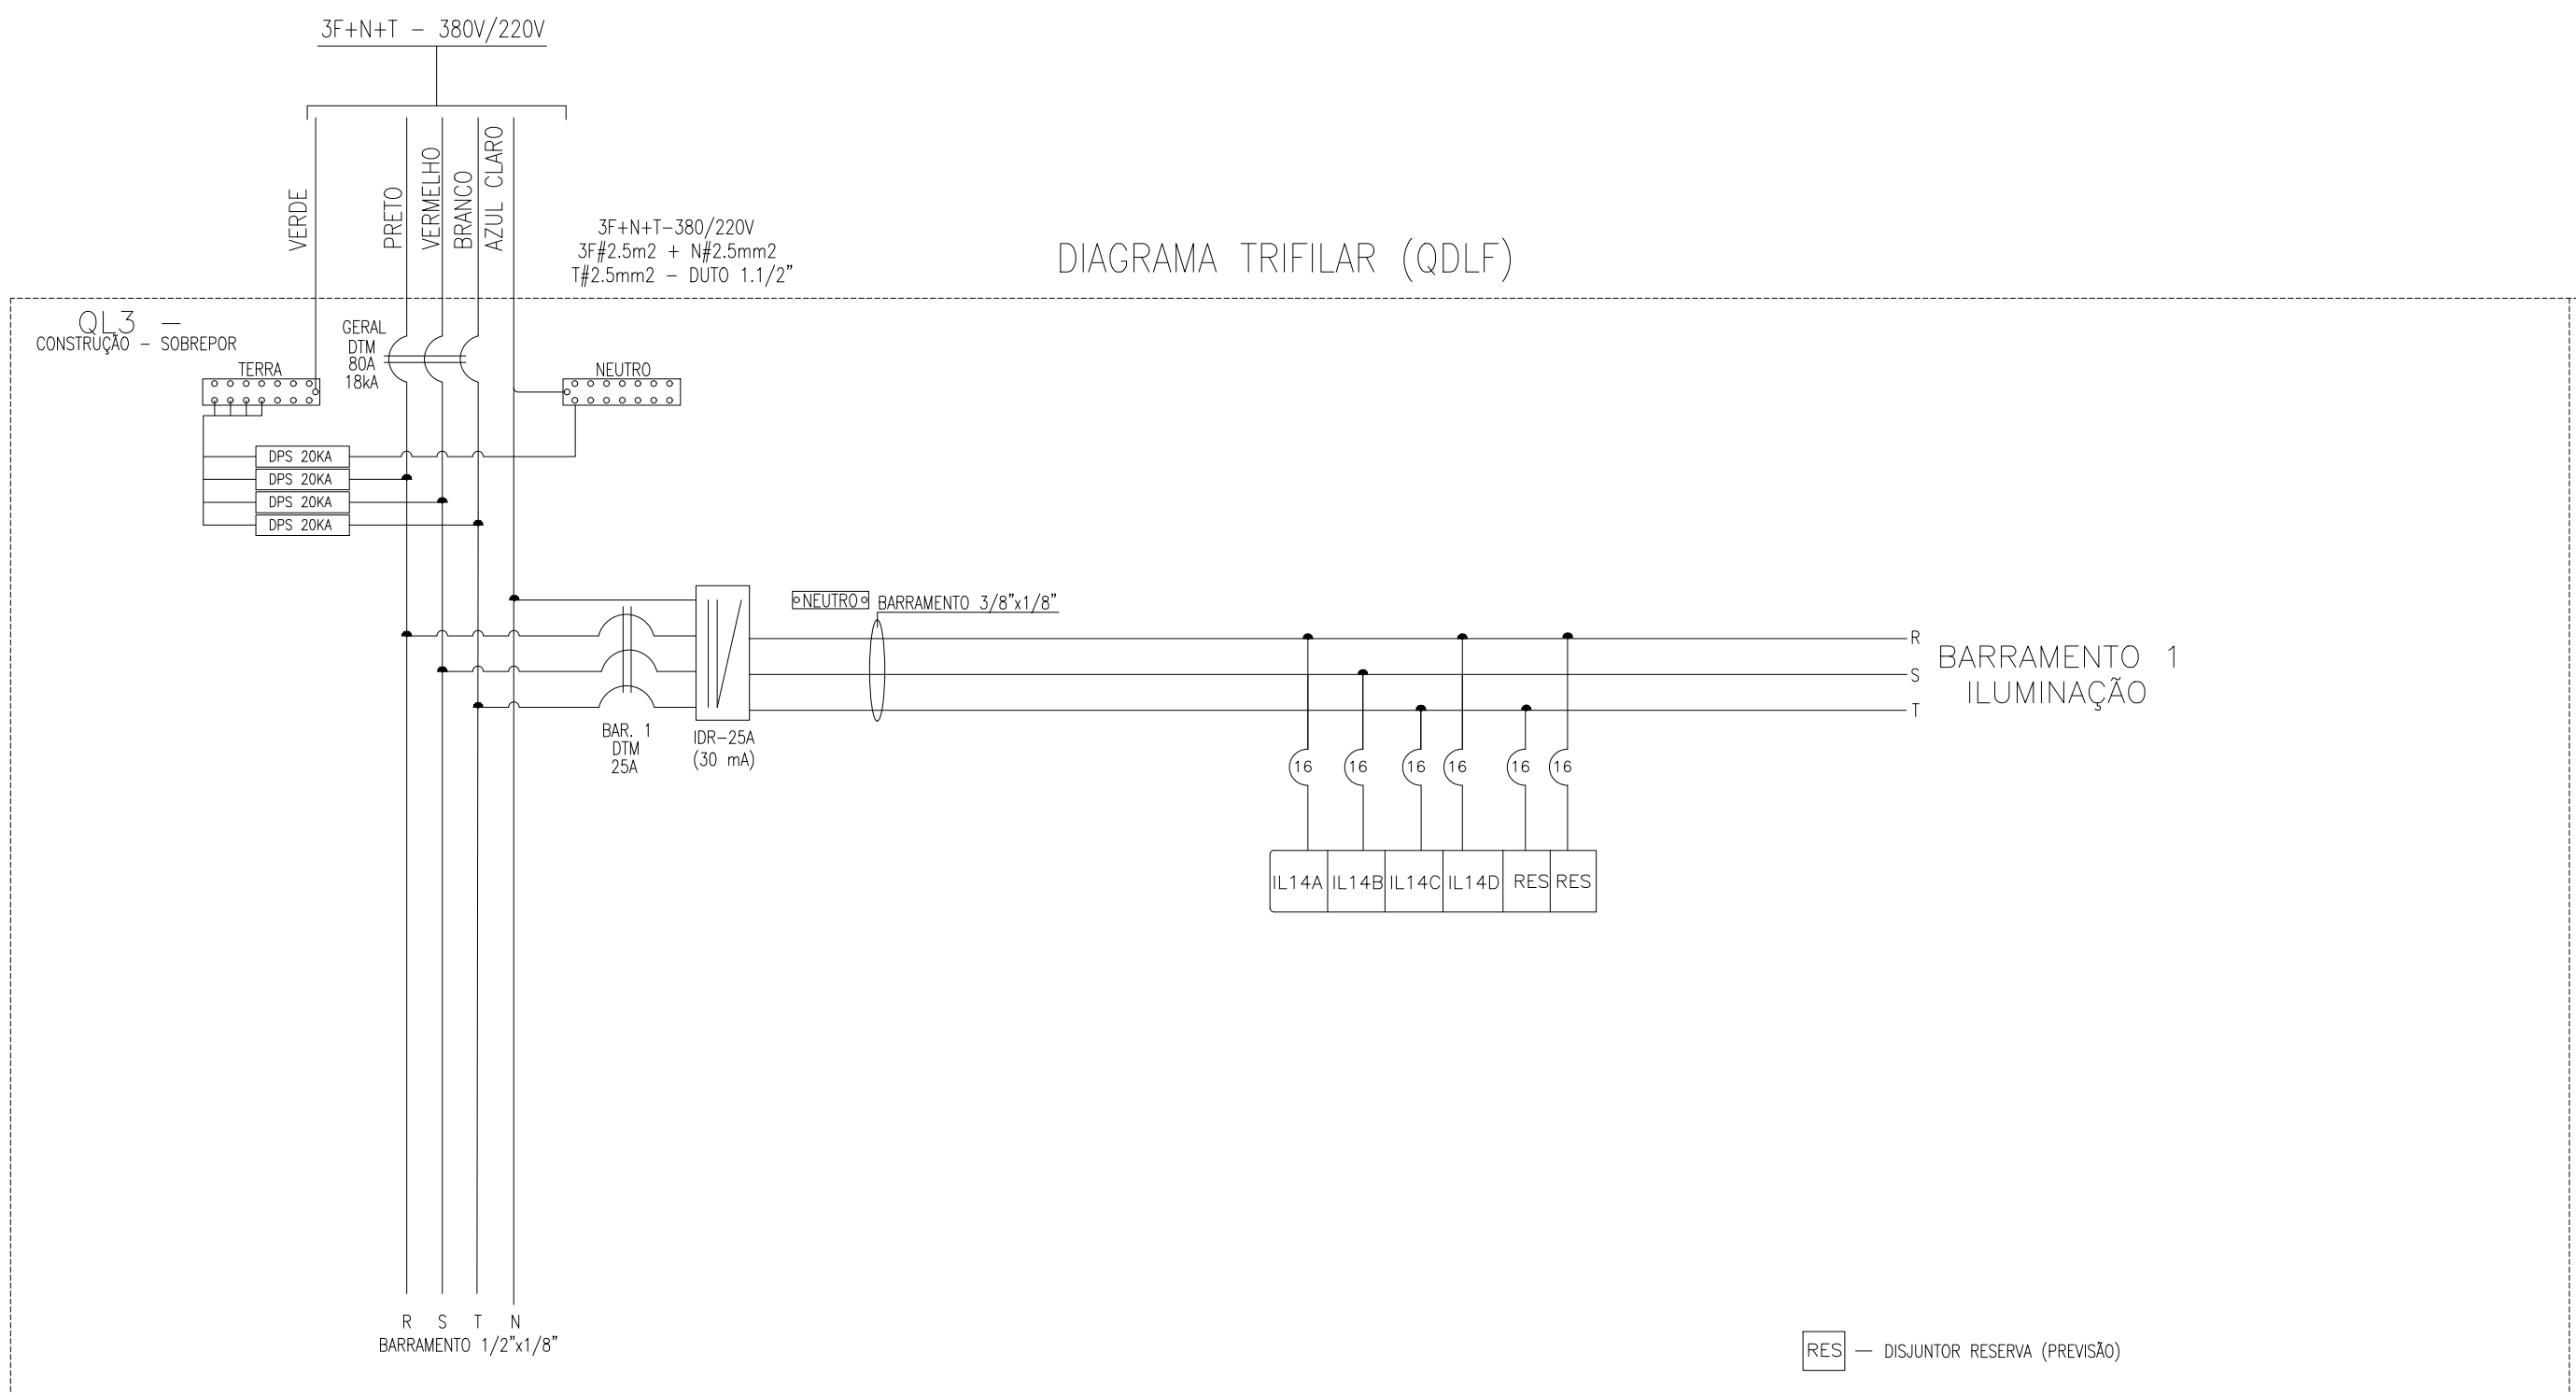 3F+N+T - 380V/220V
VERDE
PRETO
VERMELHO
BRANCO
AZUL CLARO
3F+N+T-380/220V
3F#2.5m2 + N#2.5mm2
T#2.5mm2 - DUTO 1.1/2"
DIAGRAMA TRIFILAR (QDLF)
QL3 -
CONSTRUÇÃO - SOBREPOR
TERRA
GERAL
DTM
80A
18kA
NEUTRO
DPS 20KA
DPS 20KA
DPS 20KA
DPS 20KA
NEUTRO
BARRAMENTO 3/8"x1/8"
R
S
T
BARRAMENTO 1
ILUMINAÇÃO
BAR. 1
DTM
25A
IDR-25A
(30 mA)
16 16 16 16 16 16
IL14A IL14B IL14C IL14D RES RES
R S T N
BARRAMENTO 1/2"x1/8"
RES - DISJUNTOR RESERVA (PREVISÃO)